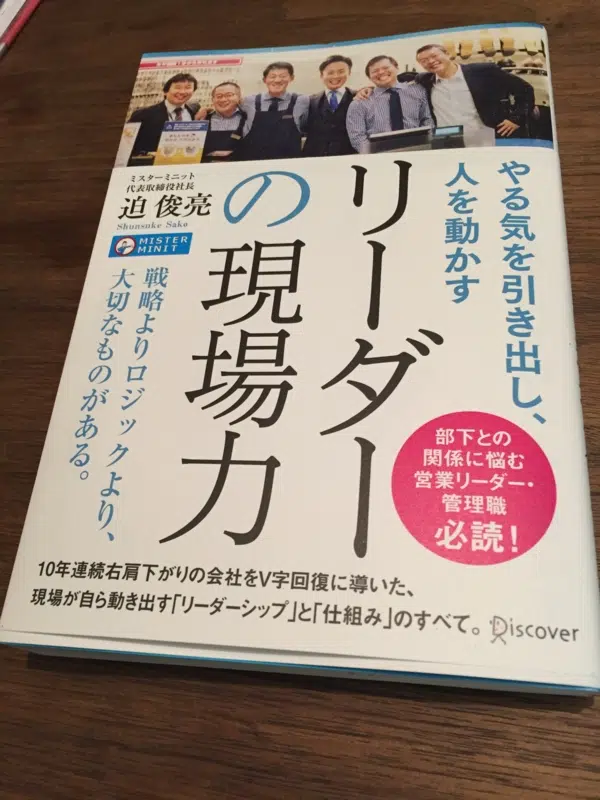 やる気を引き出し、
人を動かす
リーダー
の現場力
ミスターミニット
代表取締役社長
迫 俊亮
Shunsuke Sako
MISTER
MINIT
戦略よりロジックより、
大切なものがある。
部下との
関係に悩む
営業リーダー・
管理職
必読!
10年連続右肩下がりの会社をV字回復に導いた、
現場が自ら動き出す「リーダーシップ」と「仕組み」のすべて。
Discover